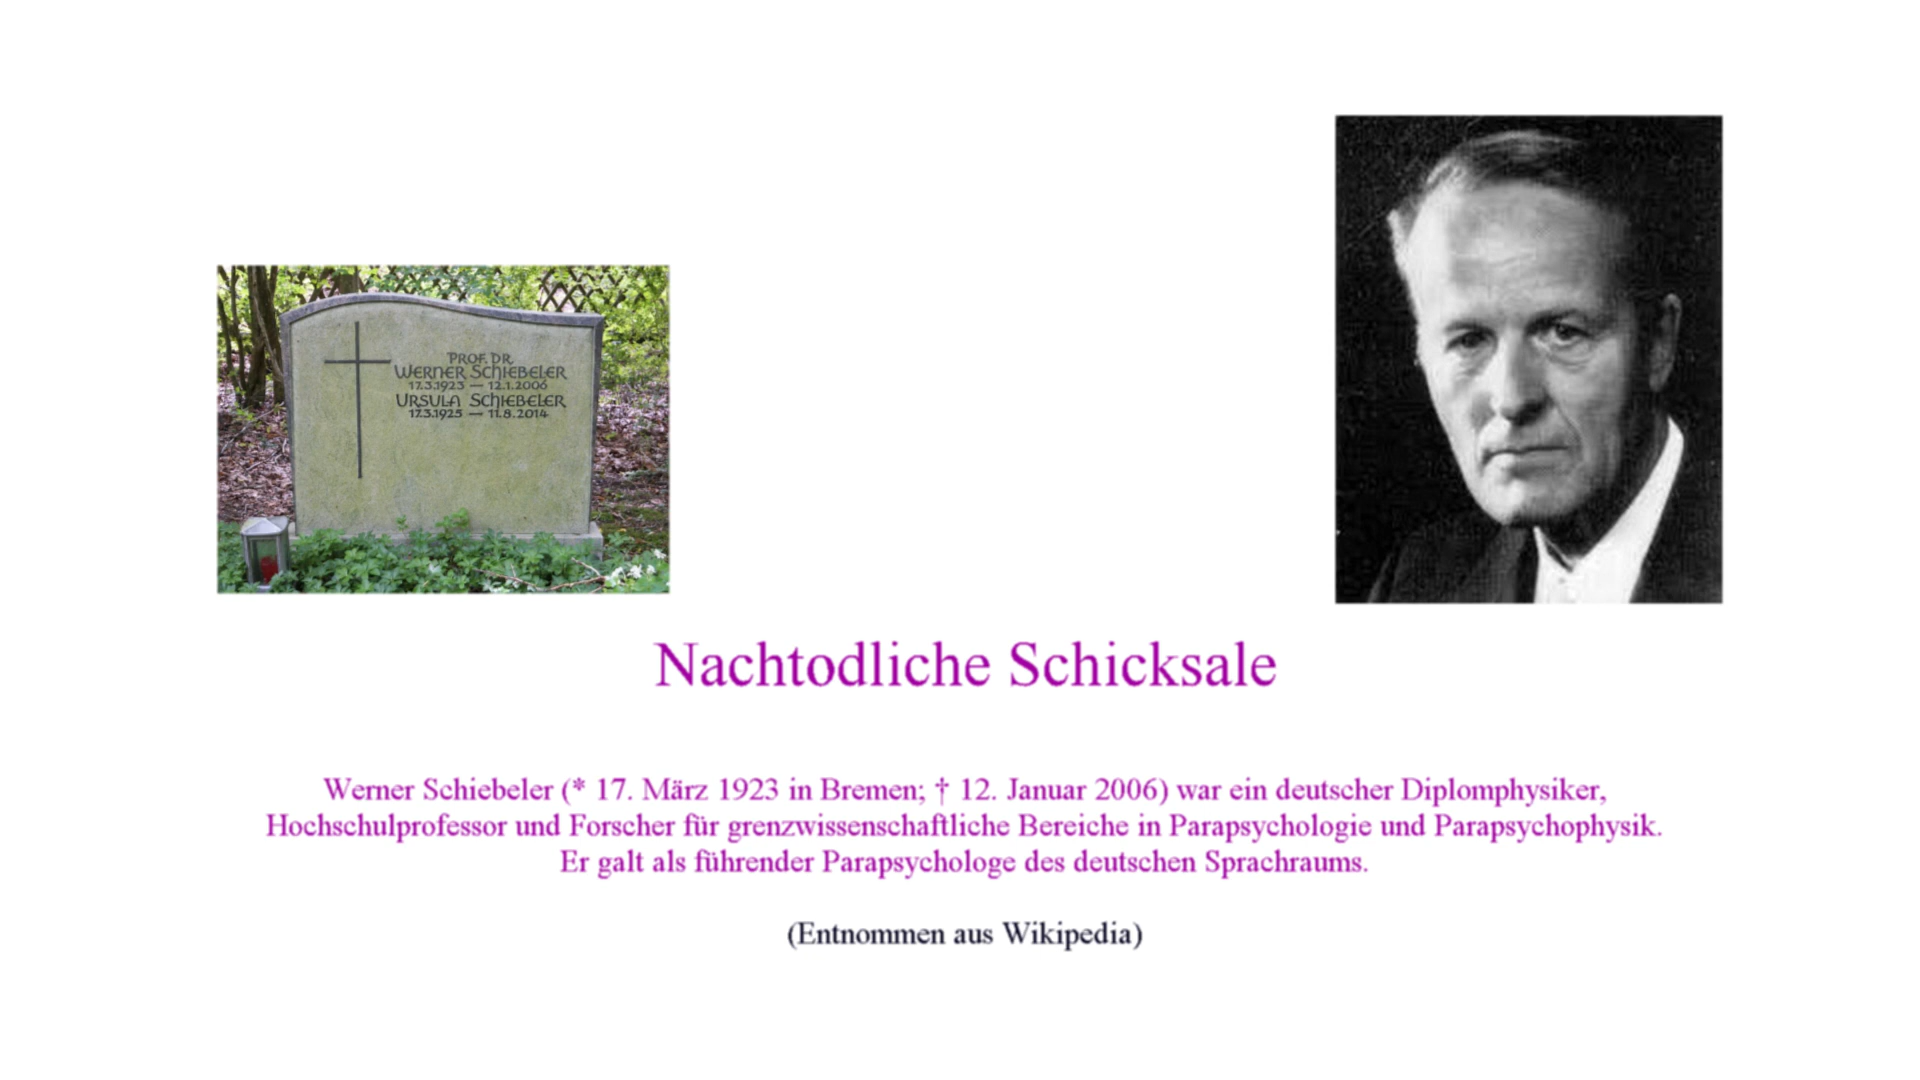 PROF. DR.
WERNER SCHIEBELER
17.3.1923 — 12.1.2006
URSULA SCHIEBELER
17.3.1925 — 11.8.2014
Nachtodliche Schicksale
Werner Schiebeler (* 17. März 1923 in Bremen; † 12. Januar 2006) war ein deutscher Diplomphysiker,
Hochschulprofessor und Forscher für grenzwissenschaftliche Bereiche in Parapsychologie und Parapsychophysik.
Er galt als führender Parapsychologe des deutschen Sprachraums.
(Entnommen aus Wikipedia)